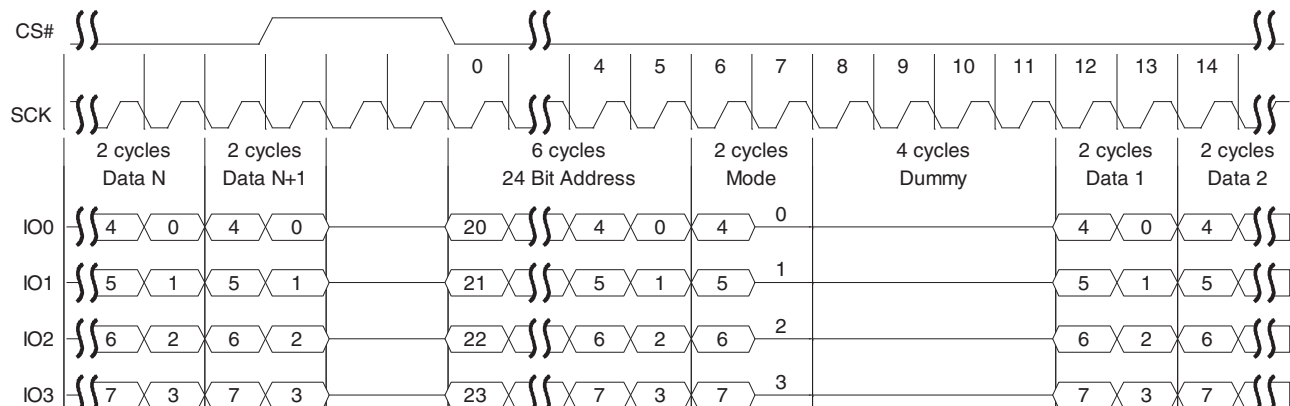 CS#
0 4 5 6 7 8 9 10 11 12 13 14
SCK
2 cycles 2 cycles 6 cycles 2 cycles 4 cycles 2 cycles 2 cycles
Data N Data N+1 24 Bit Address Mode Dummy Data 1 Data 2
IO0 4 0 4 0 20 4 0 4 0 4 0 4
IO1 5 1 5 1 21 5 1 5 1 5 1 5
IO2 6 2 6 2 22 6 2 6 2 6 2 6
IO3 7 3 7 3 23 7 3 7 3 7 3 7